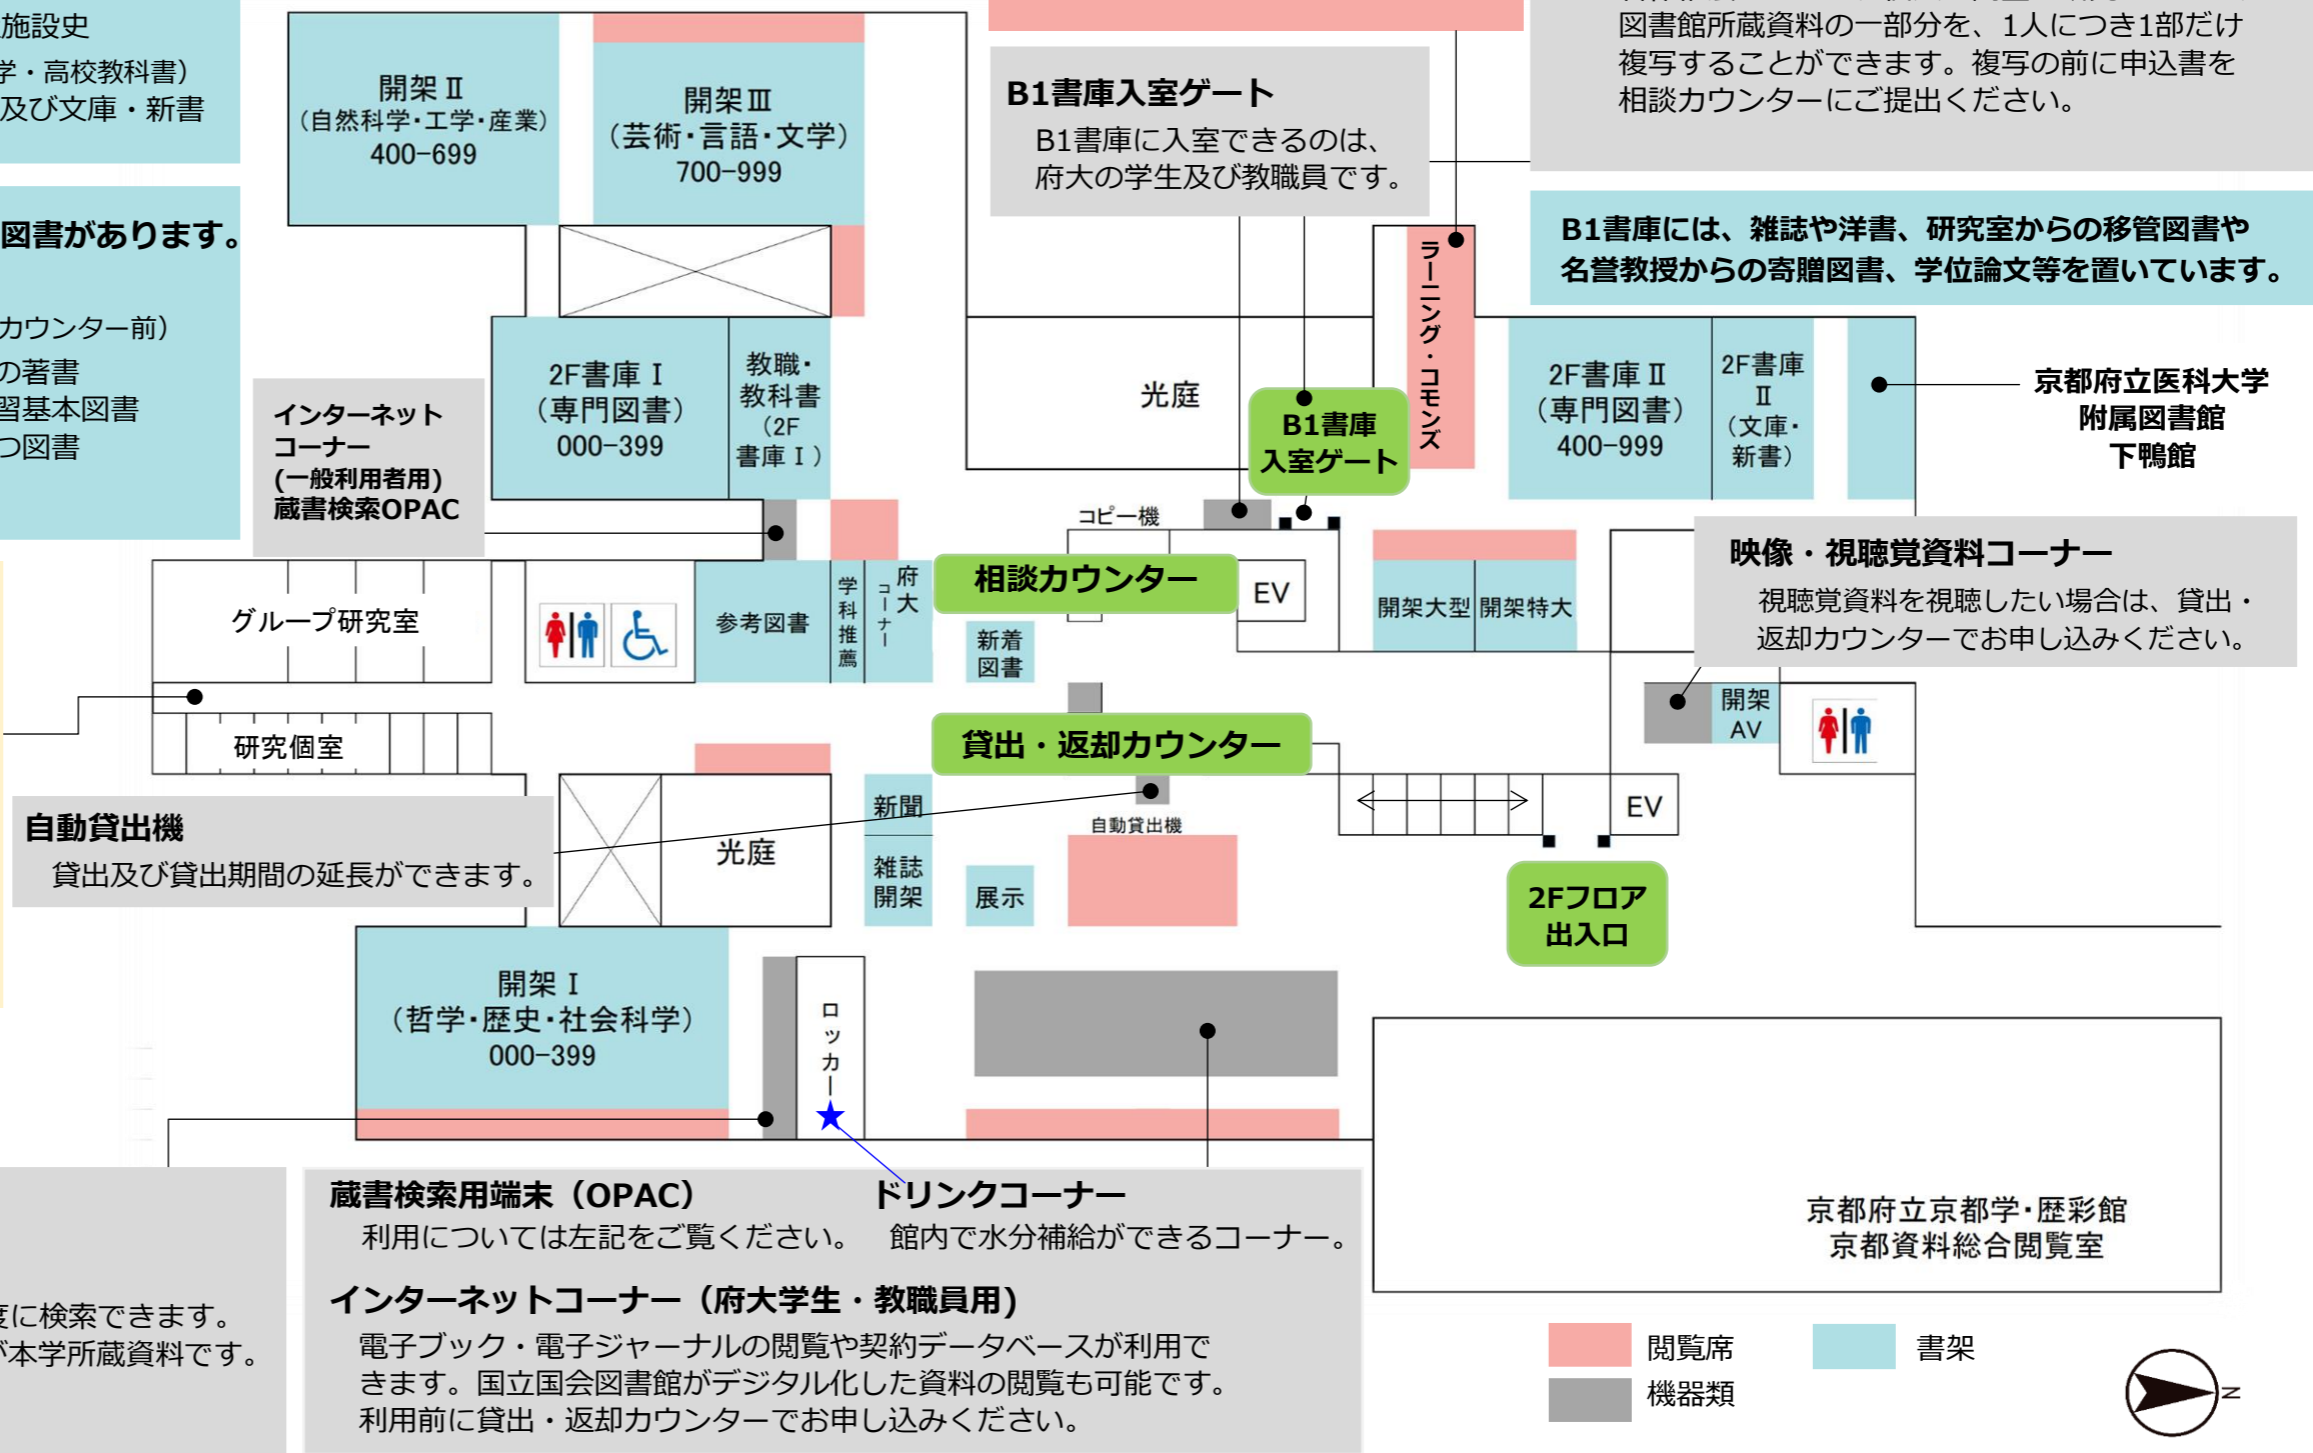 施設史
学・高校教科書）
及び文庫・新書
図書があります。
カウンター前）
の著書
習基本図書
つ図書
開架Ⅱ
（自然科学・工学・産業）
400-699
開架Ⅲ
（芸術・言語・文学）
700-999
B1書庫入室ゲート
B1書庫に入室できるのは、
府大の学生及び教職員です。
図書館所蔵資料の一部分を、1人につき1部だけ
複写することができます。複写の前に申込書を
相談カウンターにご提出ください。
B1書庫には、雑誌や洋書、研究室からの移管図書や
名誉教授からの寄贈図書、学位論文等を置いています。
インターネット
コーナー
(一般利用者用)
蔵書検索OPAC
2F書庫Ⅰ
（専門図書）
000-399
教職・
教科書
（2F
書庫Ⅰ）
光庭
B1書庫
入室ゲート
ラーニング・コモンズ
2F書庫Ⅱ
（専門図書）
400-999
2F書庫
Ⅱ
（文庫・
新書）
京都府立医科大学
附属図書館
下鴨館
コピー機
相談カウンター
EV
開架大型
開架特大
映像・視聴覚資料コーナー
視聴覚資料を視聴したい場合は、貸出・
返却カウンターでお申し込みください。
グループ研究室
参考図書
学科推薦
府大
コーナー
新着
図書
研究個室
貸出・返却カウンター
開架
AV
自動貸出機
貸出及び貸出期間の延長ができます。
光庭
新聞
雑誌
開架
展示
自動貸出機
EV
2Fフロア
出入口
開架Ⅰ
（哲学・歴史・社会科学）
000-399
ロッカー
蔵書検索用端末（OPAC）
利用については左記をご覧ください。
ドリンクコーナー
館内で水分補給ができるコーナー。
インターネットコーナー（府大学生・教職員用)
電子ブック・電子ジャーナルの閲覧や契約データベースが利用で
きます。国立国会図書館がデジタル化した資料の閲覧も可能です。
利用前に貸出・返却カウンターでお申し込みください。
度に検索できます。
が本学所蔵資料です。
京都府立京都学・歴彩館
京都資料総合閲覧室
閲覧席
書架
機器類
N